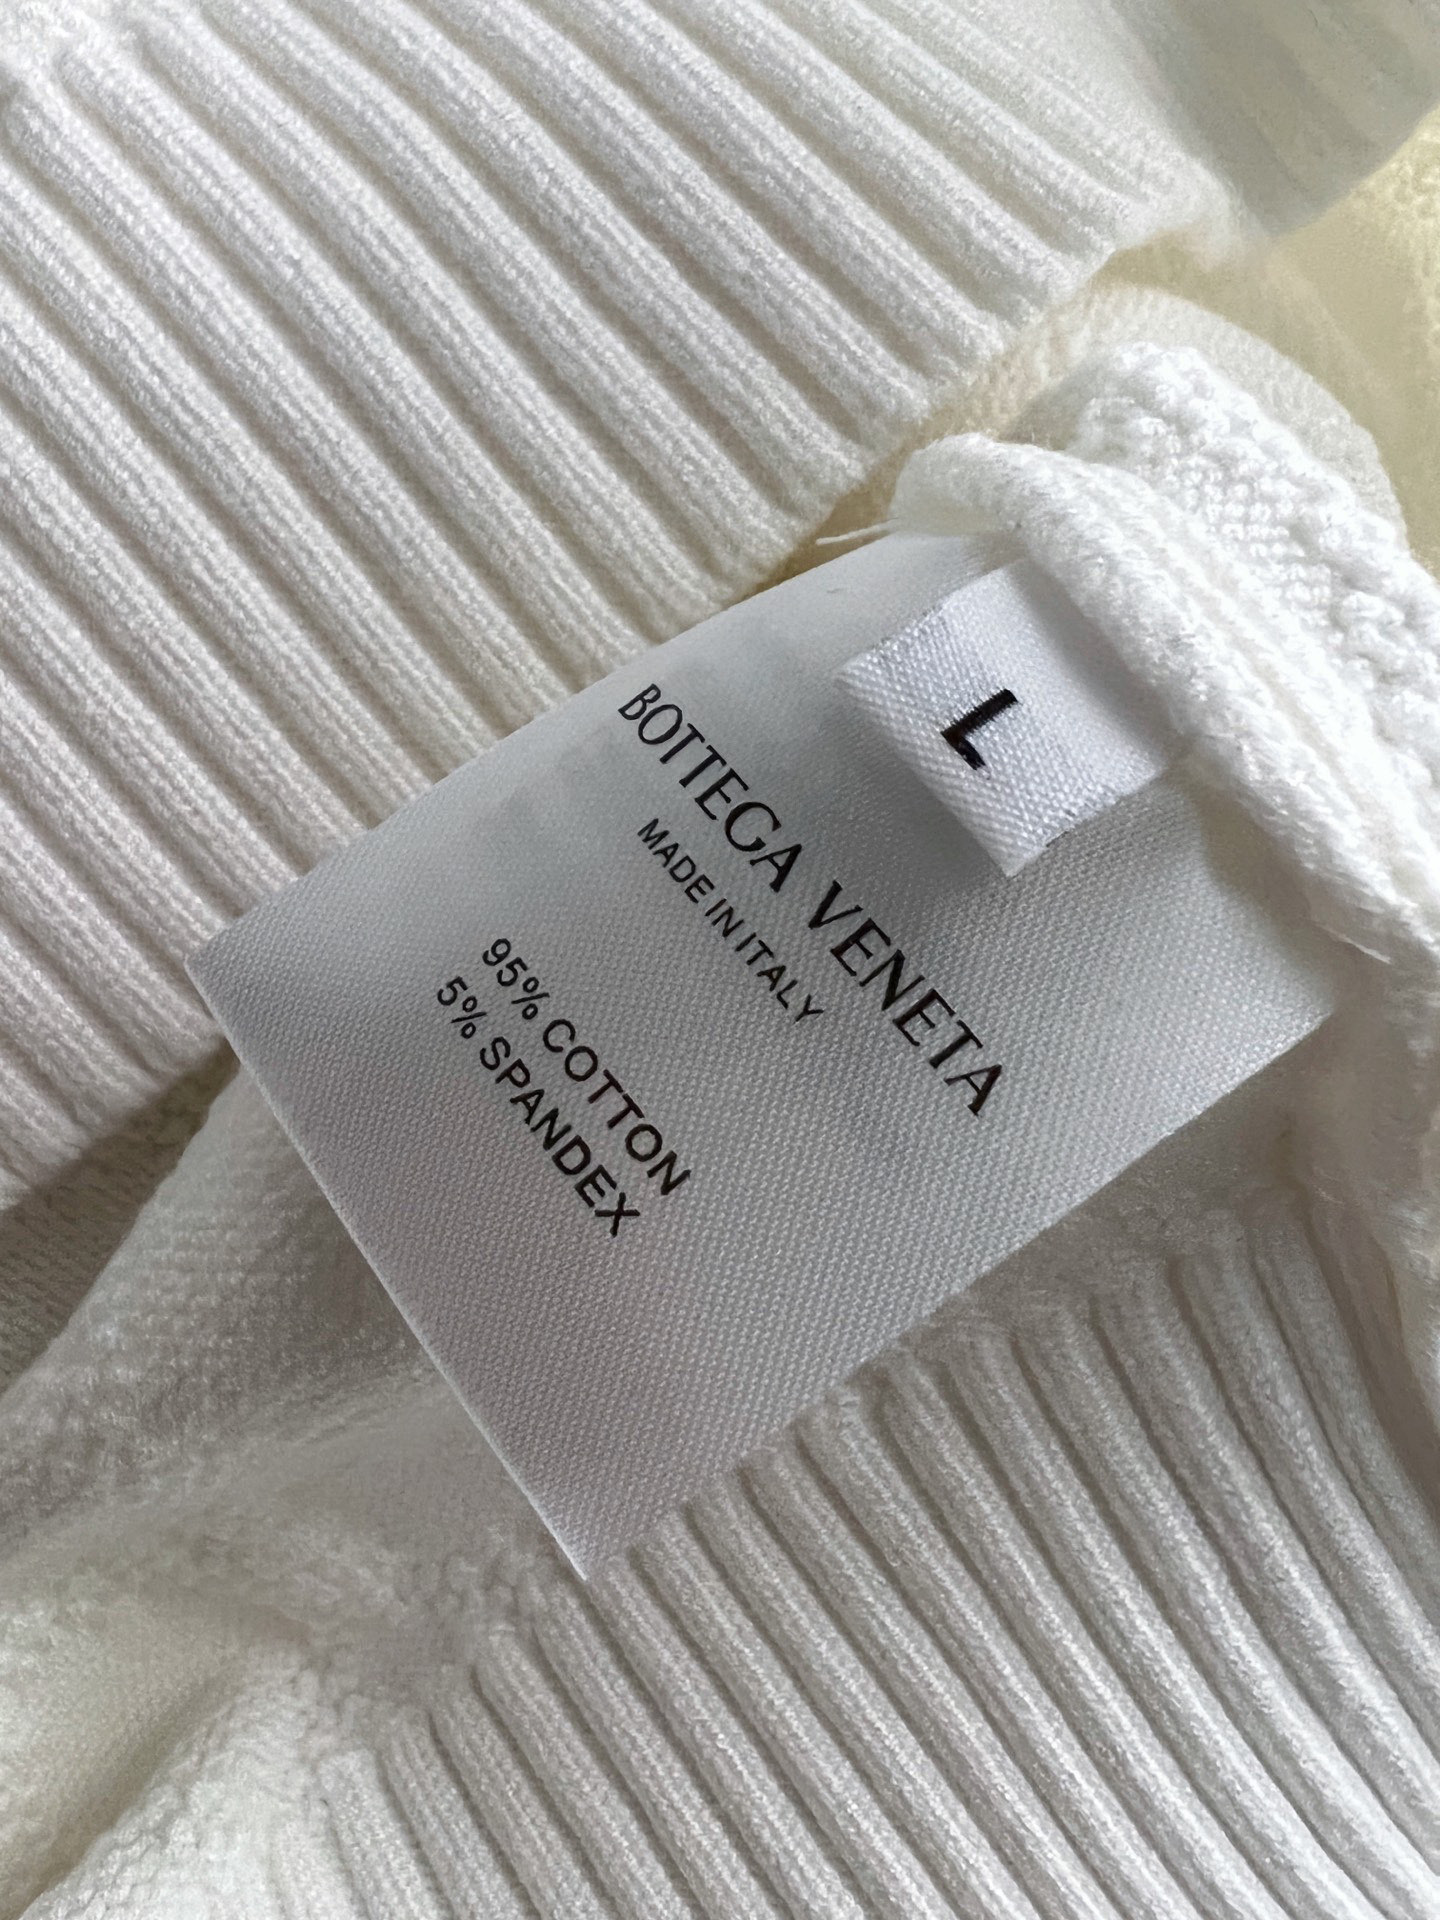 L
BOTTEGA VENETA
MADE IN ITALY
95% COTTON
5% SPANDEX